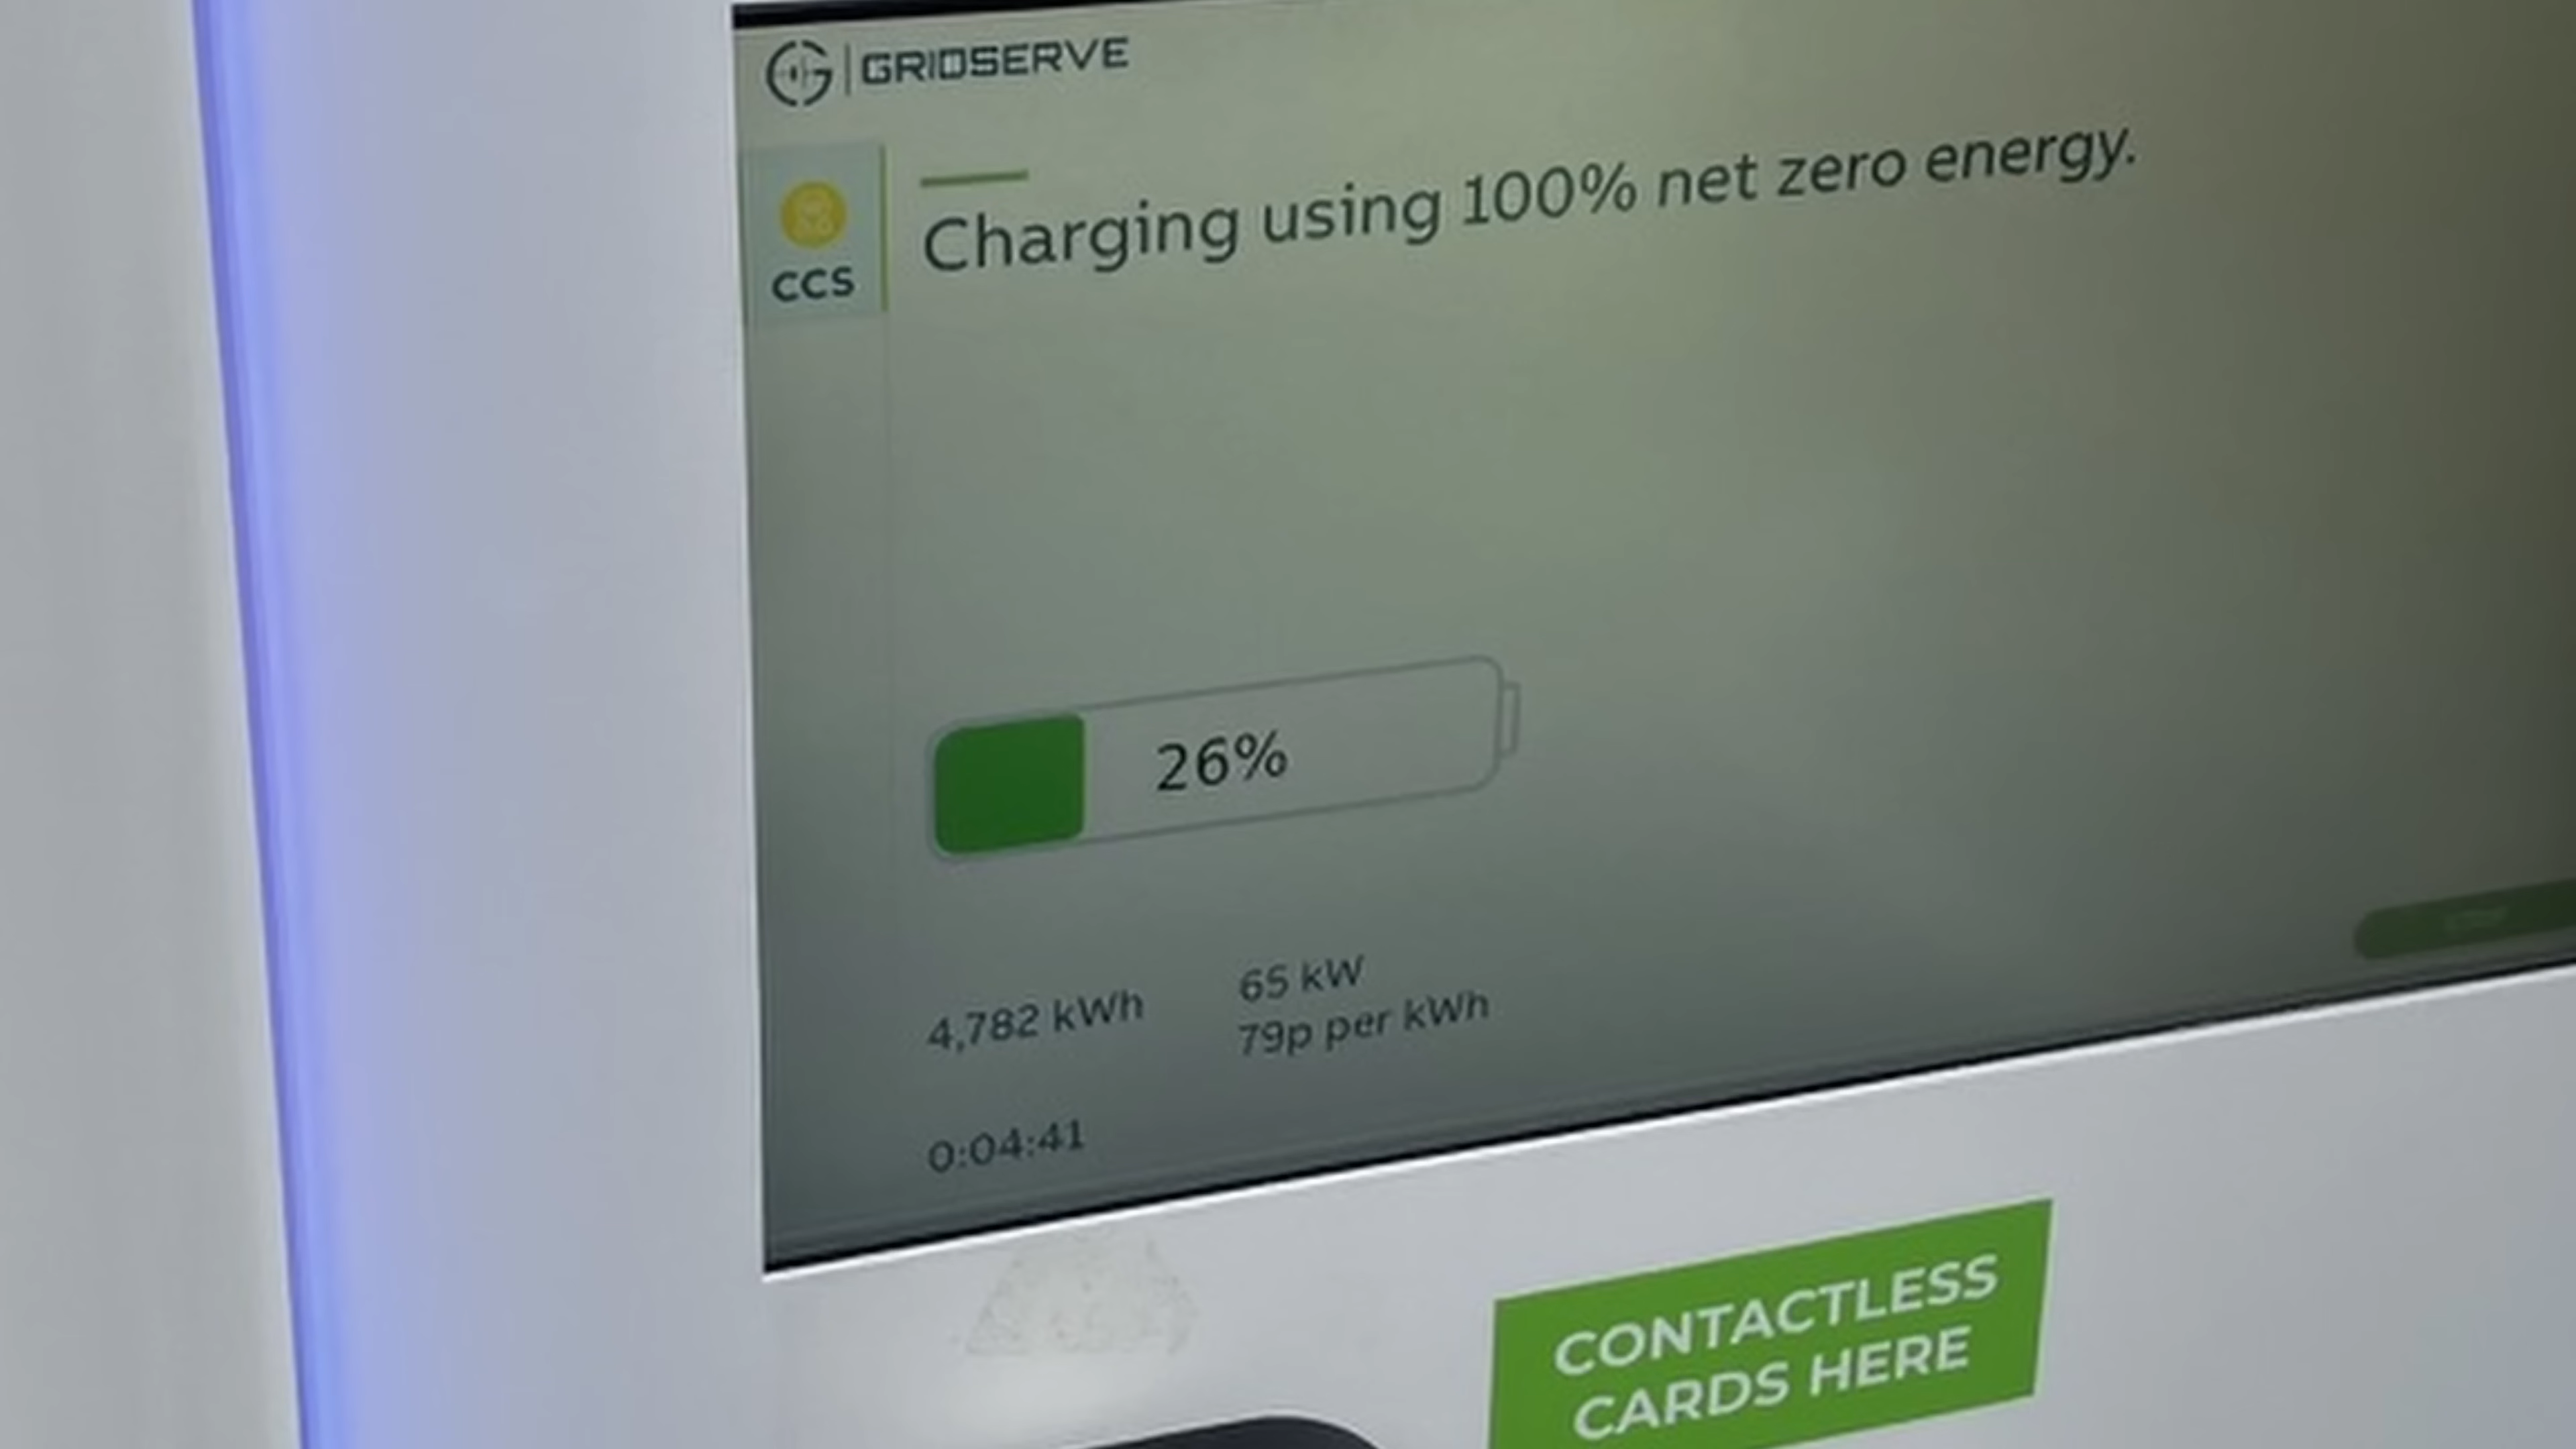 GRIDSERVE
CCS
Charging using 100% net zero energy.
26%
4,782 kWh
65 kW
79p per kWh
0:04:41
CONTACTLESS
CARDS HERE